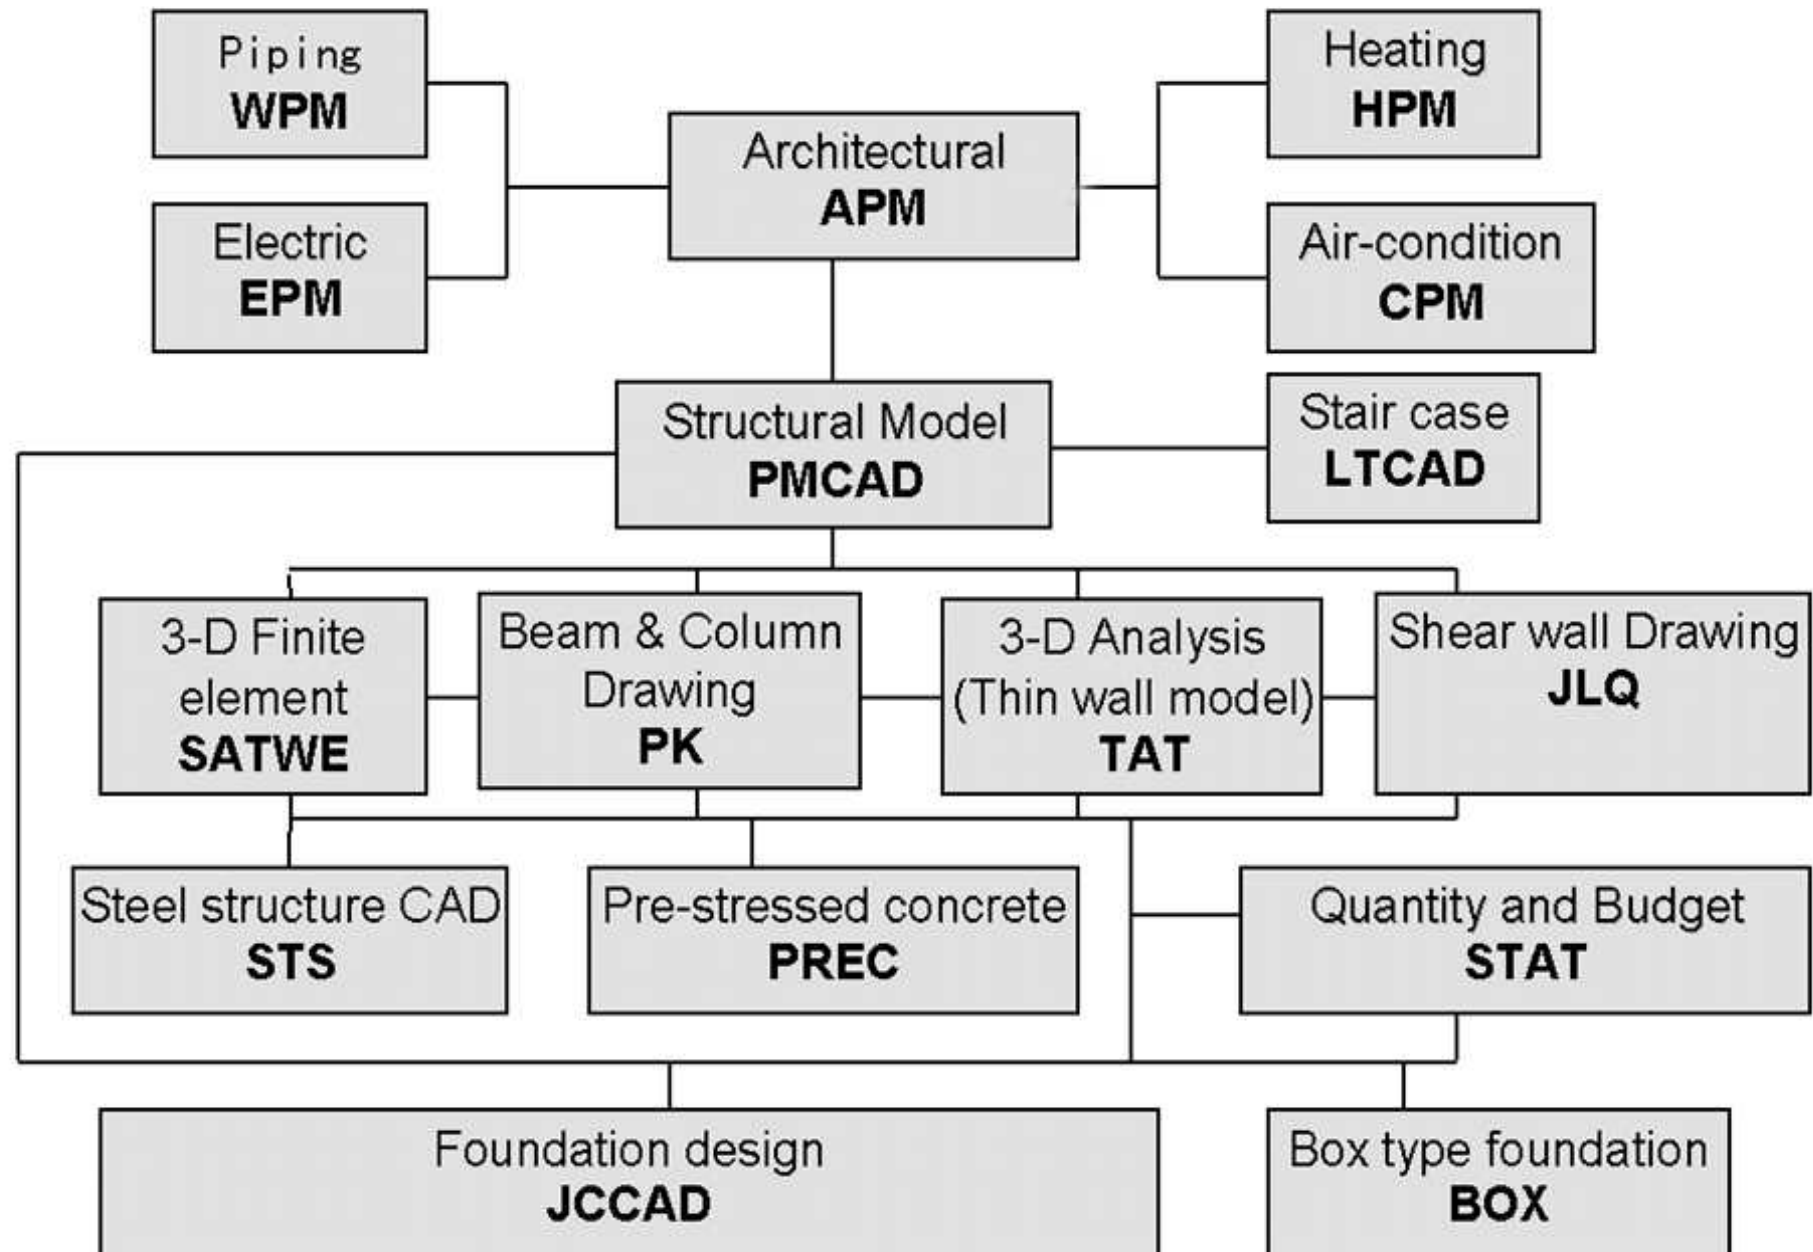 Piping
WPM
Heating
HPM
Architectural
APM
Electric
EPM
Air-condition
CPM
Structural Model
PMCAD
Stair case
LTCAD
3-D Finite
element
SATWE
Beam & Column
Drawing
PK
3-D Analysis
(Thin wall model)
TAT
Shear wall Drawing
JLQ
Steel structure CAD
STS
Pre-stressed concrete
PREC
Quantity and Budget
STAT
Foundation design
JCCAD
Box type foundation
BOX